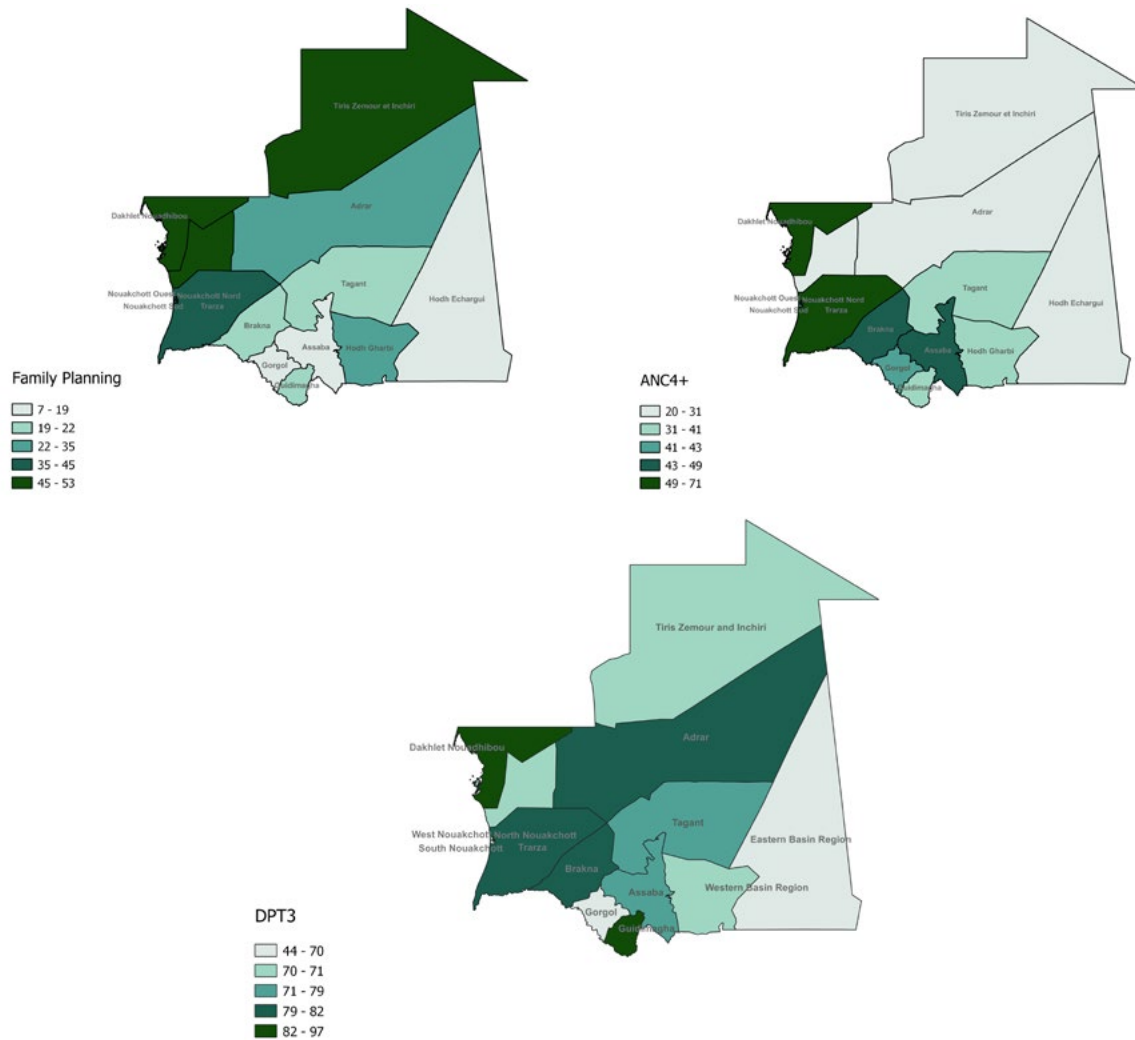 Tiris Zemour et Inchiri
Dakhlet Nouadhibou
Adrar
Nouakchott Ouest Nouakchott Nord
Nouakchott Sud Trarza
Tagant
Brakna
Hodh Echargui
Assaba
Hodh Gharbi
Gorgol
Guidimagha
Family Planning
7 - 19
19 - 22
22 - 35
35 - 45
45 - 53
Tiris Zemour et Inchiri
Dakhlet Nouadhibou
Adrar
Nouakchott Ouest Nouakchott Nord
Nouakchott Sud Trarza
Tagant
Brakna
Hodh Echargui
Assaba
Hodh Gharbi
Gorgol
Guidimagha
ANC4+
20 - 31
31 - 41
41 - 43
43 - 49
49 - 71
Tiris Zemour and Inchiri
Dakhlet Nouadhibou
Adrar
West Nouakchott North Nouakchott
South Nouakchott Trarza
Tagant
Eastern Basin Region
Brakna
Assaba
Western Basin Region
Gorgol
Guidimagha
DPT3
44 - 70
70 - 71
71 - 79
79 - 82
82 - 97